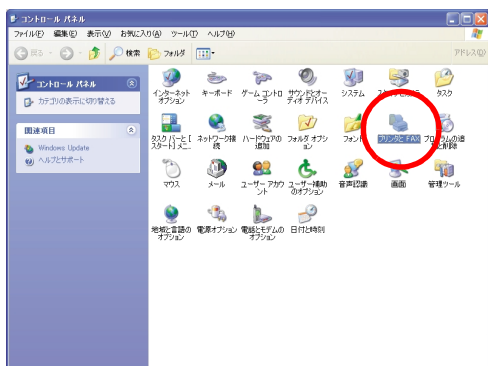 コントロール パネル
ファイル(F) 編集(E) 表示(V) お気に入り(A) ツール(T) ヘルプ(H)
戻る 検索 フォルダ アドレス(D)
コントロール パネル
カテゴリの表示に切り替える
関連項目
Windows Update
ヘルプとサポート
インターネット オプション
キーボード
ゲーム コントローラ
サウンドとオーディオ デバイス
システム
タスク
タスク バーと [スタート] メニ...
ネットワーク接続
ハードウェアの追加
フォルダ オプション
フォント
プリンタと FAX
プログラムの追加と削除
マウス
メール
ユーザー アカウント
ユーザー補助のオプション
音声認識
画面
管理ツール
地域と言語のオプション
電源オプション
電話とモデムのオプション
日付と時刻